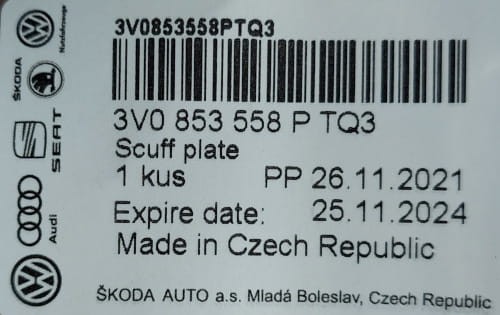 3V0853558PTQ3
3V0 853 558 P TQ3
Scuff plate
1 kus PP 26.11.2021
Expire date: 25.11.2024
Made in Czech Republic
ŠKODA AUTO a.s. Mladá Boleslav, Czech Republic
Nutzfahrzeuge
ŠKODA
SEAT
Audi